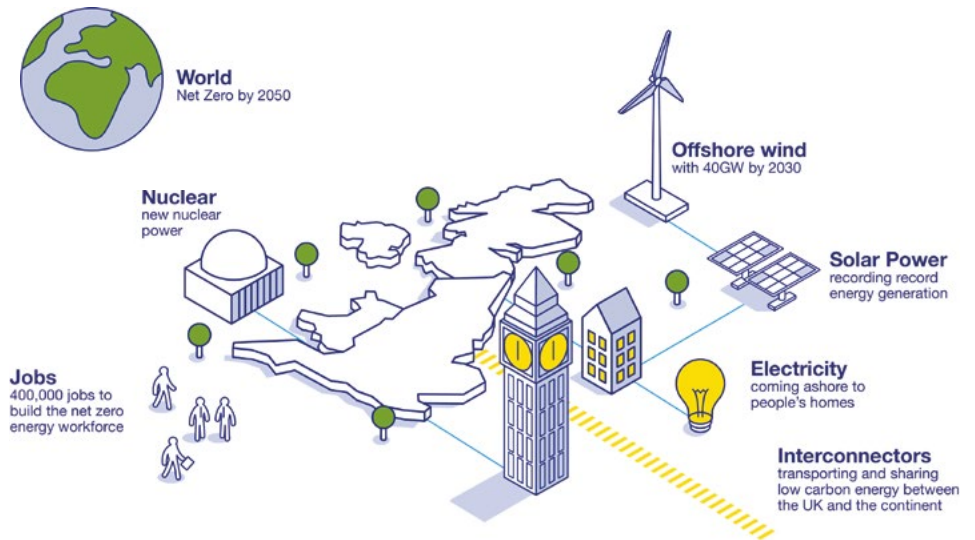 World
Net Zero by 2050
Offshore wind
with 40GW by 2030
Nuclear
new nuclear
power
Solar Power
recording record
energy generation
Jobs
400,000 jobs to
build the net zero
energy workforce
Electricity
coming ashore to
people's homes
Interconnectors
transporting and sharing
low carbon energy between
the UK and the continent